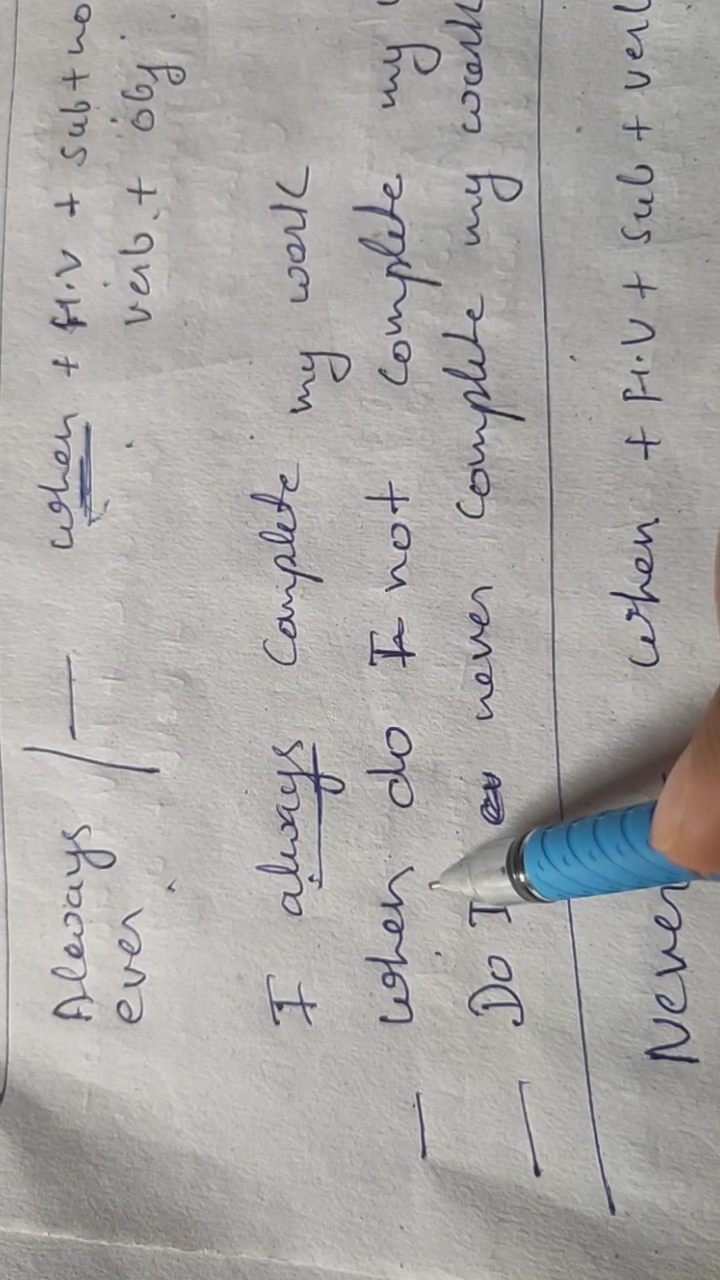 Always / — when + H.V + sub + no
ever verb + obj.
I always complete my work
— when do I not complete my
— Do I never complete my work
Never when + H.V + sub + verb